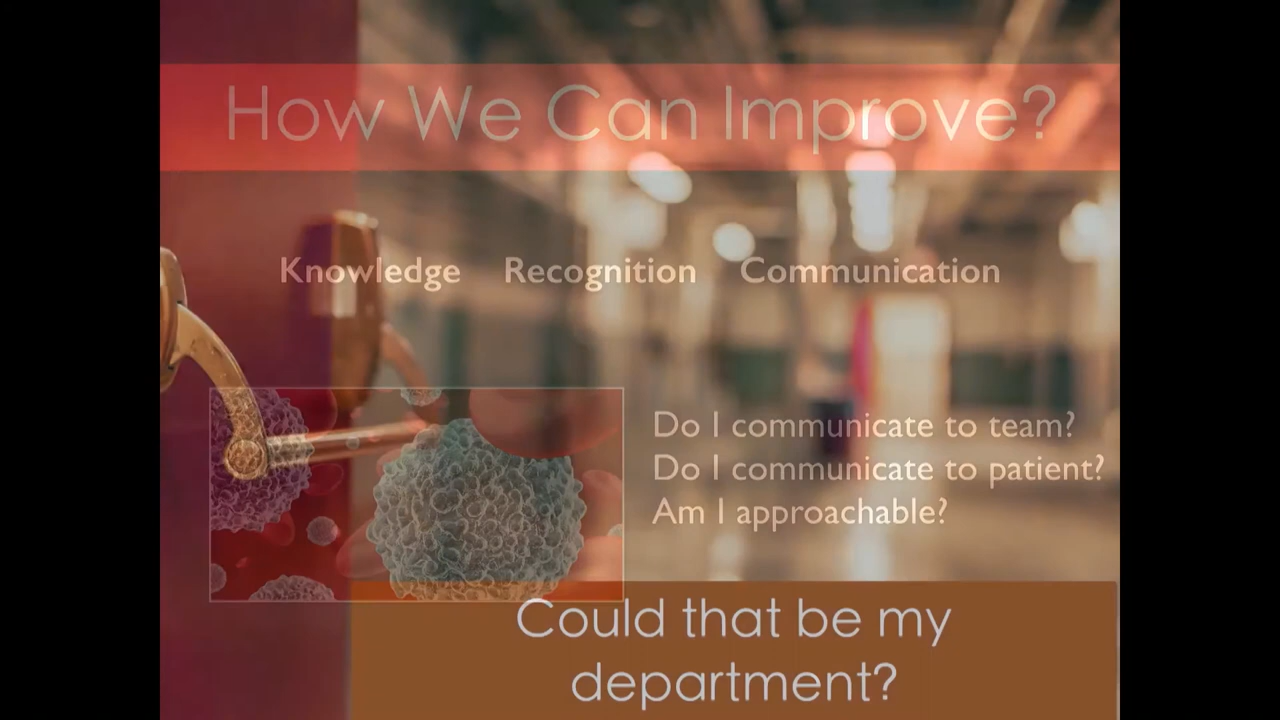 How We Can Improve?
Knowledge Recognition Communication
Do I communicate to team?
Do I communicate to patient?
Am I approachable?
Could that be my
department?